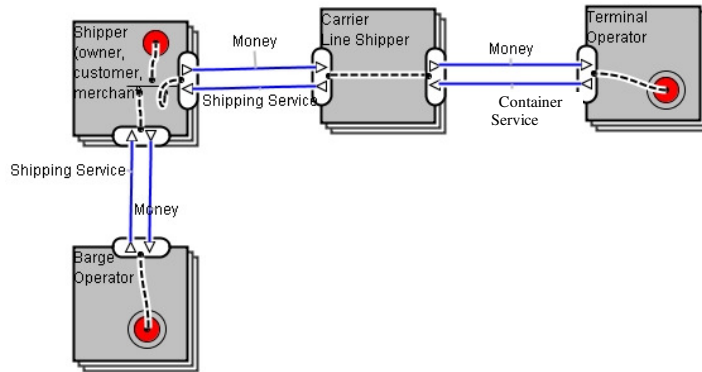 Shipper
(owner,
customer,
merchan
Money
Shipping Service
Carrier
Line Shipper
Money
Container
Service
Terminal
Operator
Shipping Service
Money
Barge
Operator